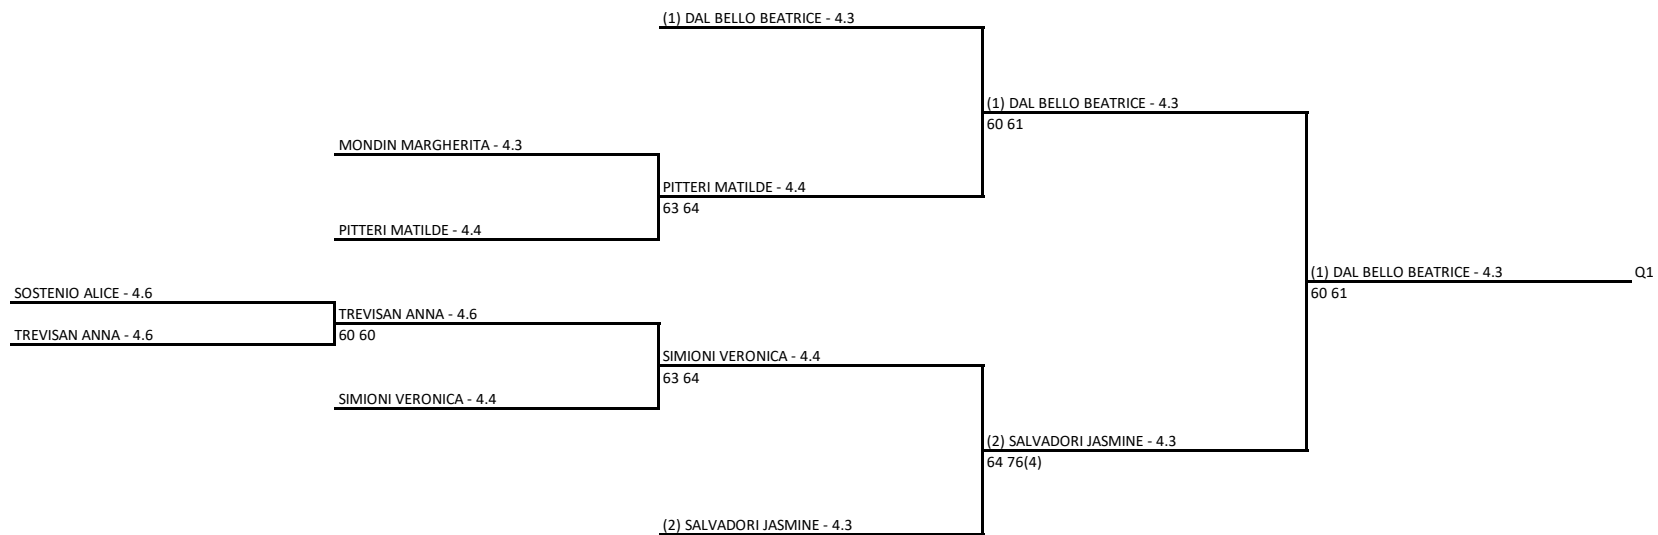 (1) DAL BELLO BEATRICE - 4.3
(1) DAL BELLO BEATRICE - 4.3
60 61
MONDIN MARGHERITA - 4.3
PITTERI MATILDE - 4.4
63 64
PITTERI MATILDE - 4.4
(1) DAL BELLO BEATRICE - 4.3 Q1
60 61
SOSTENIO ALICE - 4.6
TREVISAN ANNA - 4.6
TREVISAN ANNA - 4.6
60 60
SIMIONI VERONICA - 4.4
63 64
SIMIONI VERONICA - 4.4
(2) SALVADORI JASMINE - 4.3
64 76(4)
(2) SALVADORI JASMINE - 4.3